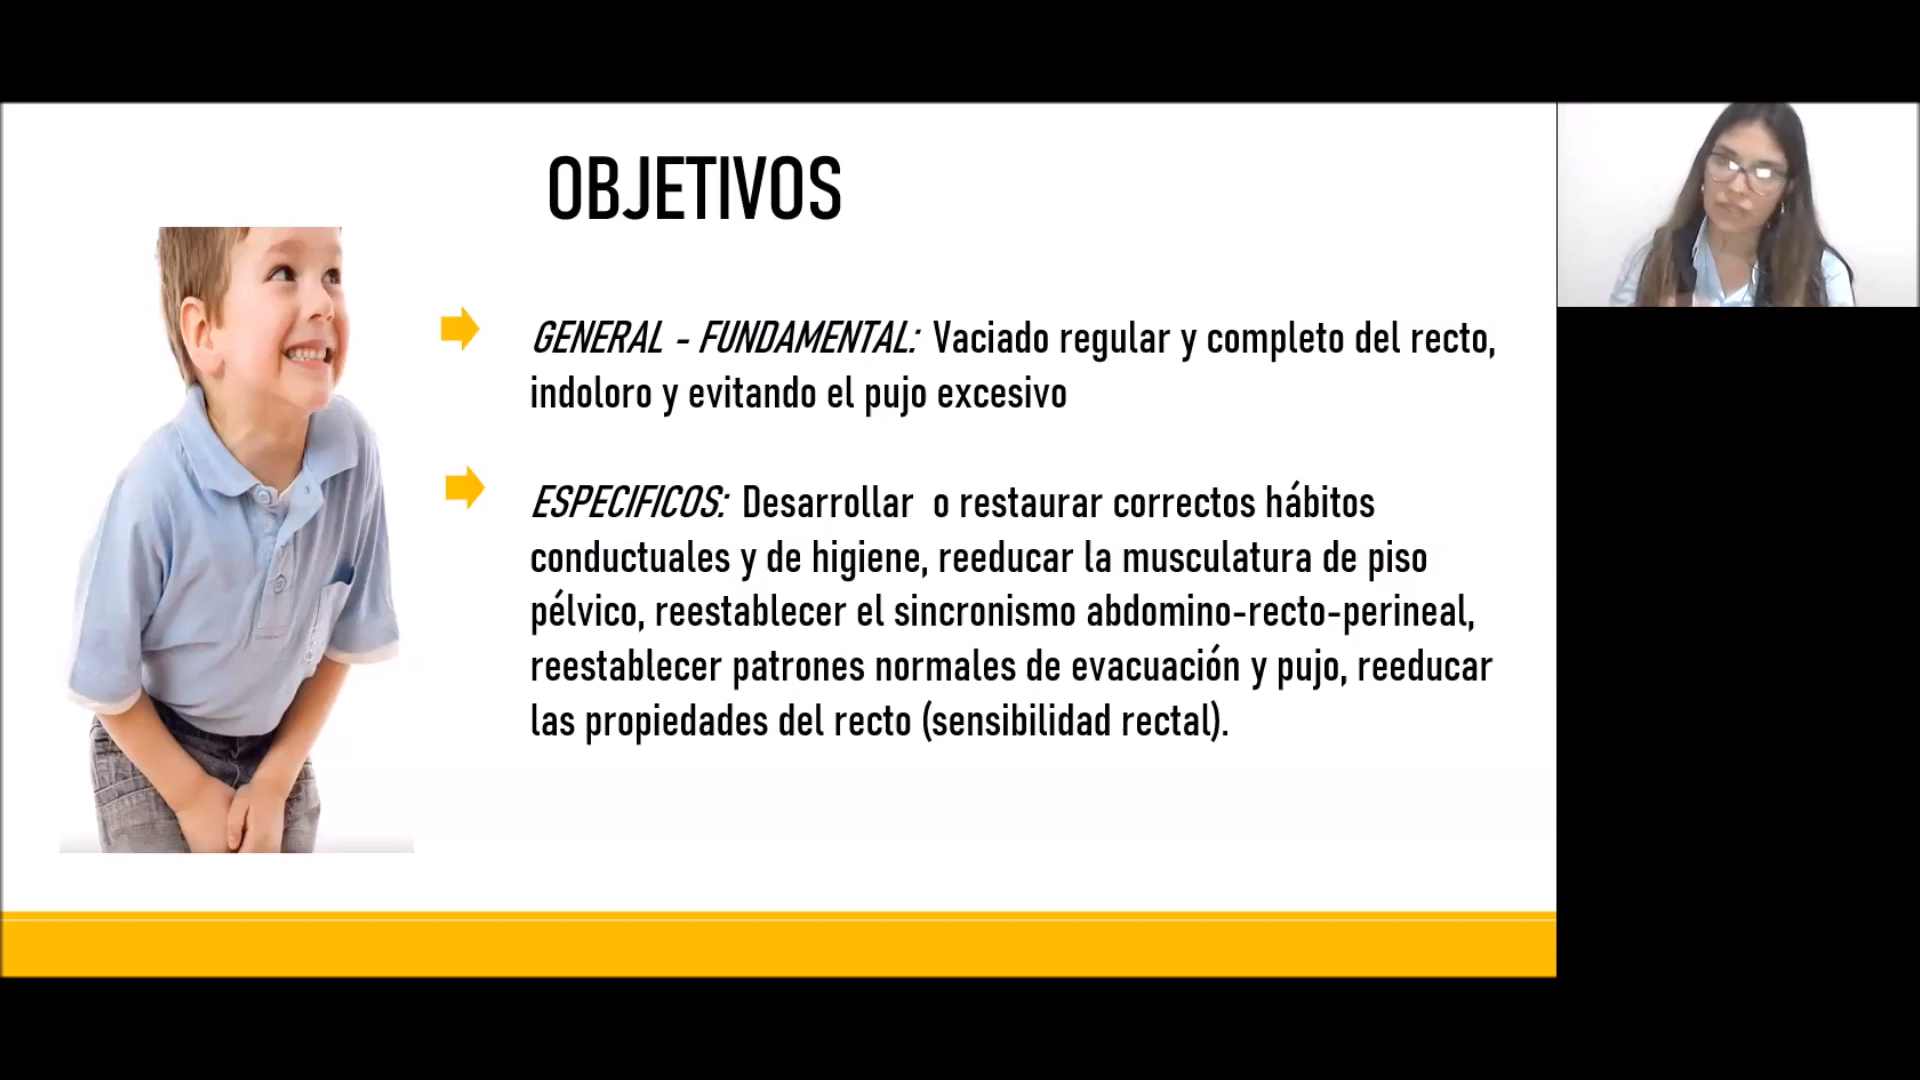 OBJETIVOS
GENERAL - FUNDAMENTAL: Vaciado regular y completo del recto,
indoloro y evitando el pujo excesivo
ESPECIFICOS: Desarrollar o restaurar correctos hábitos
conductuales y de higiene, reeducar la musculatura de piso
pélvico, reestablecer el sincronismo abdomino-recto-perineal,
reestablecer patrones normales de evacuación y pujo, reeducar
las propiedades del recto (sensibilidad rectal).